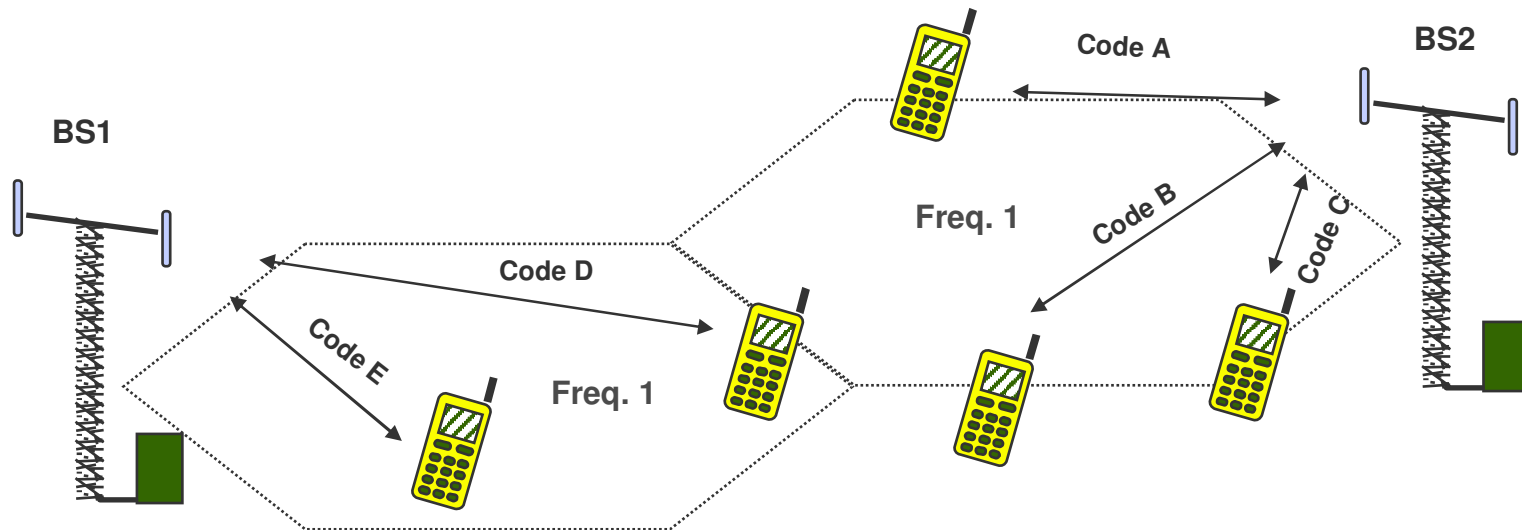 BS2
Code A
BS1
Code B
Code C
Freq. 1
Code D
Code E
Freq. 1